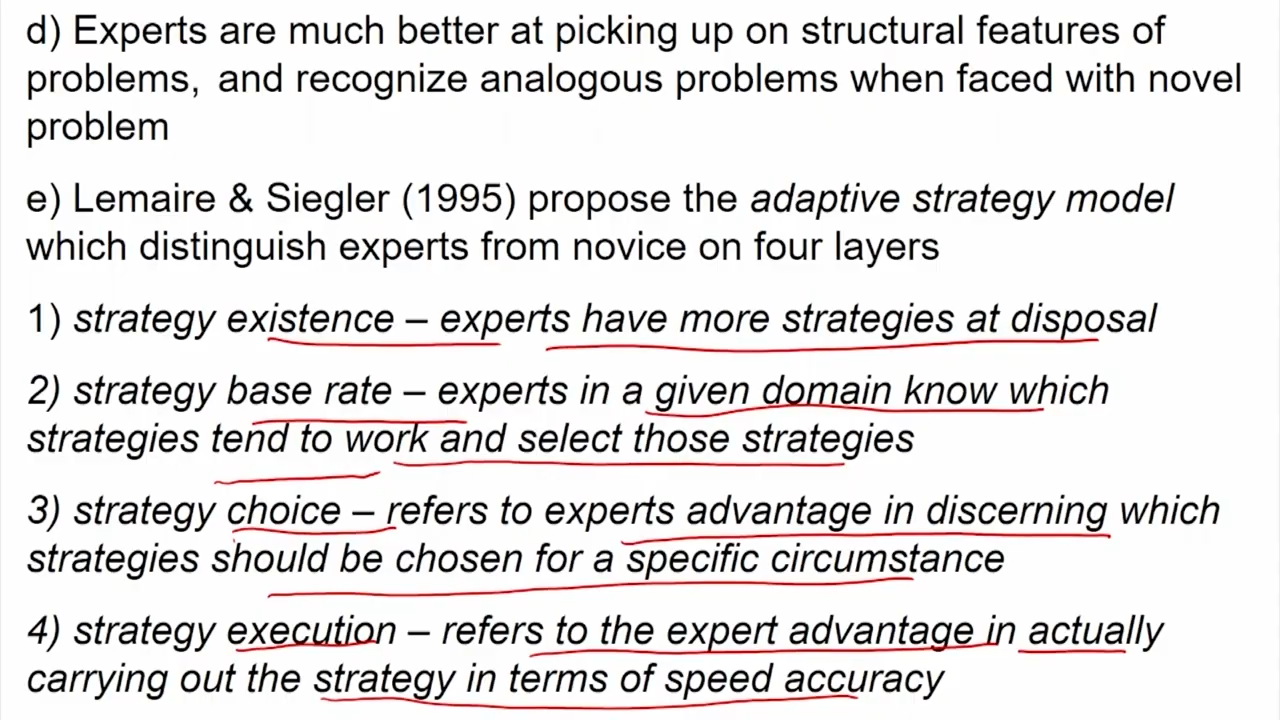 d) Experts are much better at picking up on structural features of
problems, and recognize analogous problems when faced with novel
problem
e) Lemaire & Siegler (1995) propose the adaptive strategy model
which distinguish experts from novice on four layers
1) strategy existence – experts have more strategies at disposal
2) strategy base rate – experts in a given domain know which
strategies tend to work and select those strategies
3) strategy choice – refers to experts advantage in discerning which
strategies should be chosen for a specific circumstance
4) strategy execution – refers to the expert advantage in actually
carrying out the strategy in terms of speed accuracy